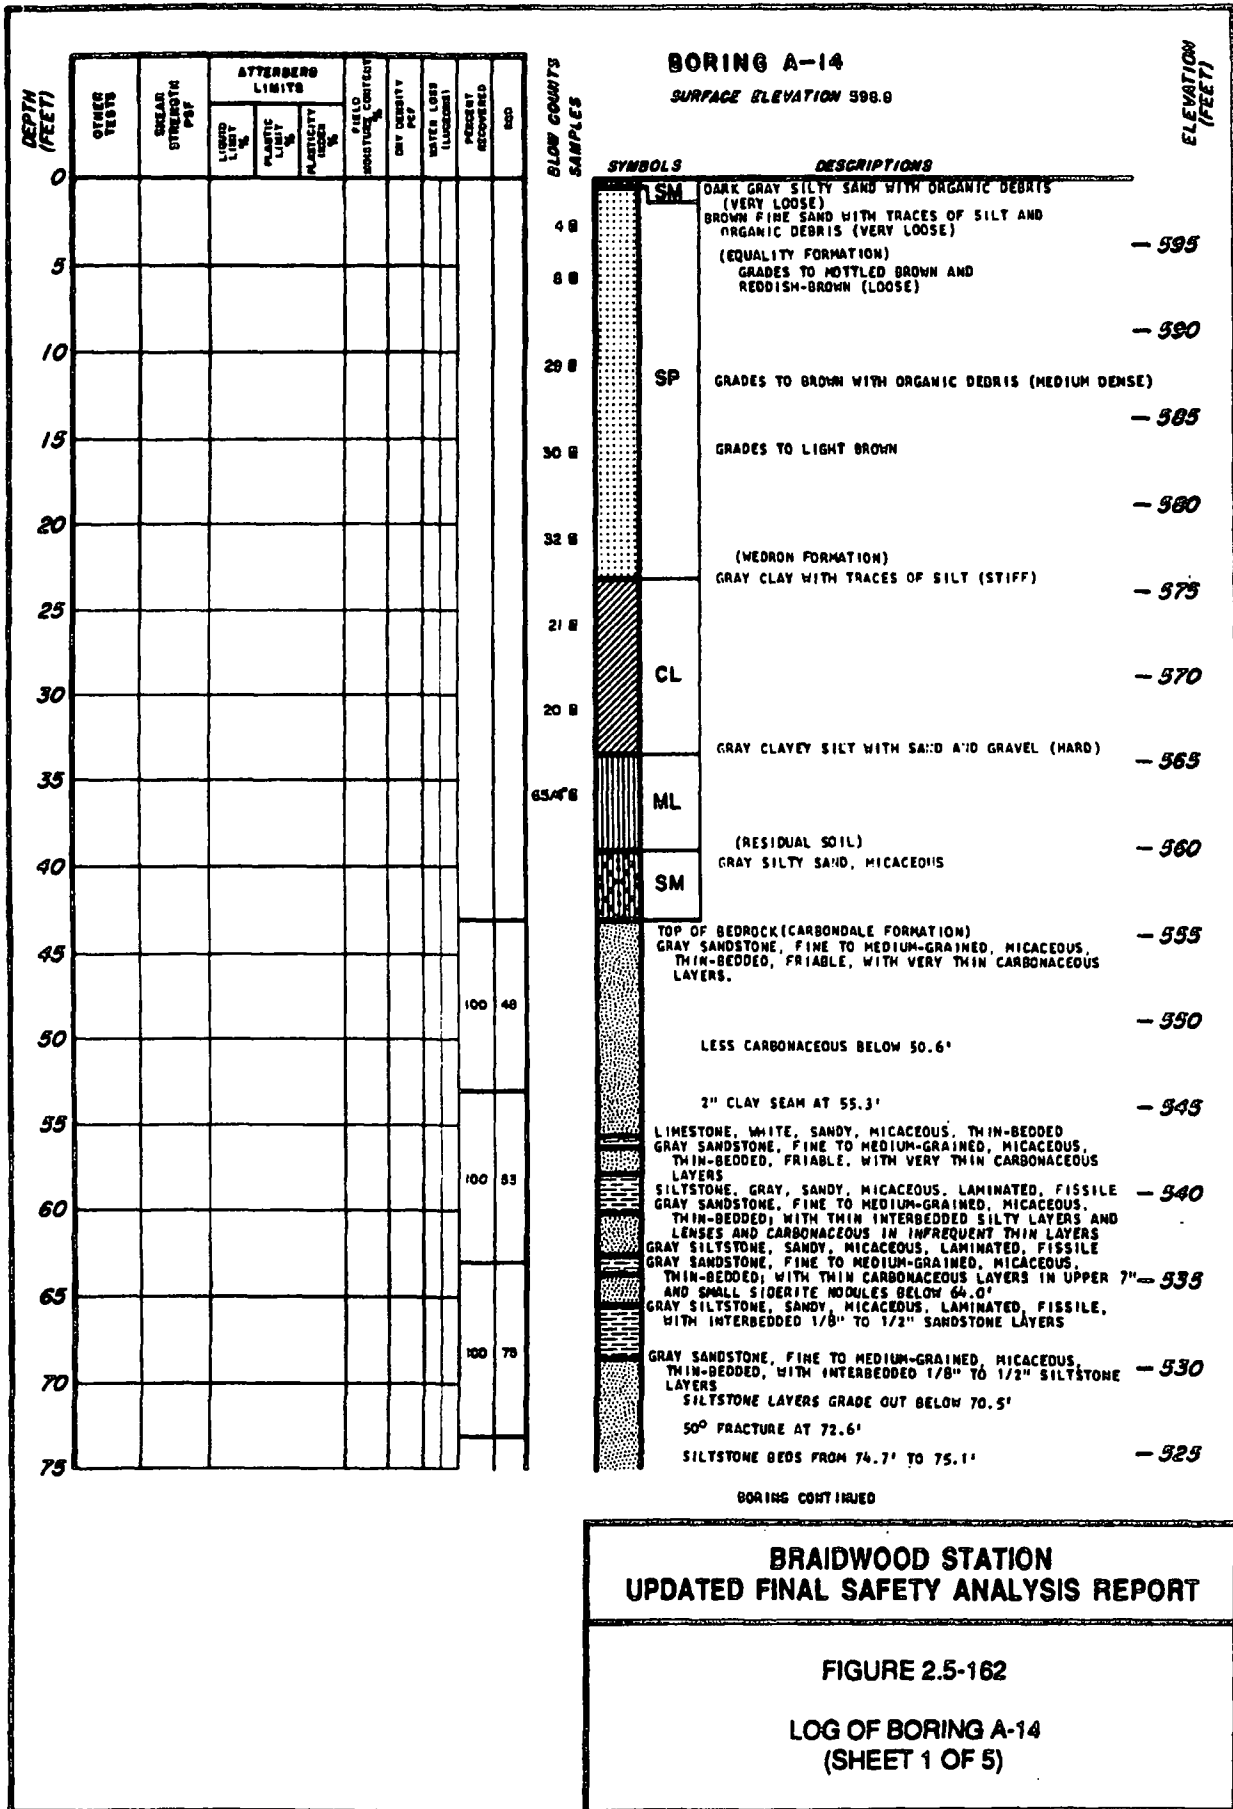 BORING A-14
SURFACE ELEVATION 598.9
DEPTH (FEET)
OTHER TESTS
SHEAR STRENGTH PSF
ATTERBERG LIMITS
LIQUID LIMIT %
PLASTIC LIMIT %
PLASTICITY INDEX %
FIELD MOISTURE CONTENT %
DRY DENSITY PCF
WATER LOSS (LUGEONS)
PERCENT RECOVERED
RQD
BLOW COUNTS
SAMPLES
SYMBOLS
DESCRIPTIONS
ELEVATION (FEET)
0
SM
DARK GRAY SILTY SAND WITH ORGANIC DEBRIS
(VERY LOOSE)
BROWN FINE SAND WITH TRACES OF SILT AND
ORGANIC DEBRIS (VERY LOOSE)
4
— 595
(EQUALITY FORMATION)
5
8
GRADES TO MOTTLED BROWN AND
REDDISH-BROWN (LOOSE)
— 590
10
29
SP
GRADES TO BROWN WITH ORGANIC DEBRIS (MEDIUM DENSE)
— 585
15
30
GRADES TO LIGHT BROWN
— 580
20
32
(WEDRON FORMATION)
GRAY CLAY WITH TRACES OF SILT (STIFF)
— 575
25
21
CL
— 570
30
20
GRAY CLAYEY SILT WITH SAND AND GRAVEL (HARD)
— 565
35
65/4"
ML
(RESIDUAL SOIL)
— 560
40
GRAY SILTY SAND, MICACEOUS
SM
TOP OF BEDROCK (CARBONDALE FORMATION)
— 555
GRAY SANDSTONE, FINE TO MEDIUM-GRAINED, MICACEOUS,
THIN-BEDDED, FRIABLE, WITH VERY THIN CARBONACEOUS
LAYERS.
45
100 48
— 550
50
LESS CARBONACEOUS BELOW 50.6'
2" CLAY SEAM AT 55.3'
— 545
55
LIMESTONE, WHITE, SANDY, MICACEOUS, THIN-BEDDED
GRAY SANDSTONE, FINE TO MEDIUM-GRAINED, MICACEOUS,
THIN-BEDDED, FRIABLE, WITH VERY THIN CARBONACEOUS
LAYERS
100 53
SILTSTONE, GRAY, SANDY, MICACEOUS, LAMINATED, FISSILE
— 540
60
GRAY SANDSTONE, FINE TO MEDIUM-GRAINED, MICACEOUS,
THIN-BEDDED; WITH THIN INTERBEDDED SILTY LAYERS AND
LENSES AND CARBONACEOUS IN INFREQUENT THIN LAYERS
GRAY SILTSTONE, SANDY, MICACEOUS, LAMINATED, FISSILE
GRAY SANDSTONE, FINE TO MEDIUM-GRAINED, MICACEOUS,
THIN-BEDDED; WITH THIN CARBONACEOUS LAYERS IN UPPER 7"
— 535
AND SMALL SIDERITE NODULES BELOW 64.0'
65
GRAY SILTSTONE, SANDY, MICACEOUS, LAMINATED, FISSILE,
WITH INTERBEDDED 1/8" TO 1/2" SANDSTONE LAYERS
100
GRAY SANDSTONE, FINE TO MEDIUM-GRAINED, MICACEOUS,
THIN-BEDDED, WITH INTERBEDDED 1/8" TO 1/2" SILTSTONE
LAYERS
— 530
70
SILTSTONE LAYERS GRADE OUT BELOW 70.5'
50° FRACTURE AT 72.6'
SILTSTONE BEDS FROM 74.7' TO 75.1'
— 525
75
BORING CONTINUED
BRAIDWOOD STATION
UPDATED FINAL SAFETY ANALYSIS REPORT
FIGURE 2.5-162
LOG OF BORING A-14
(SHEET 1 OF 5)